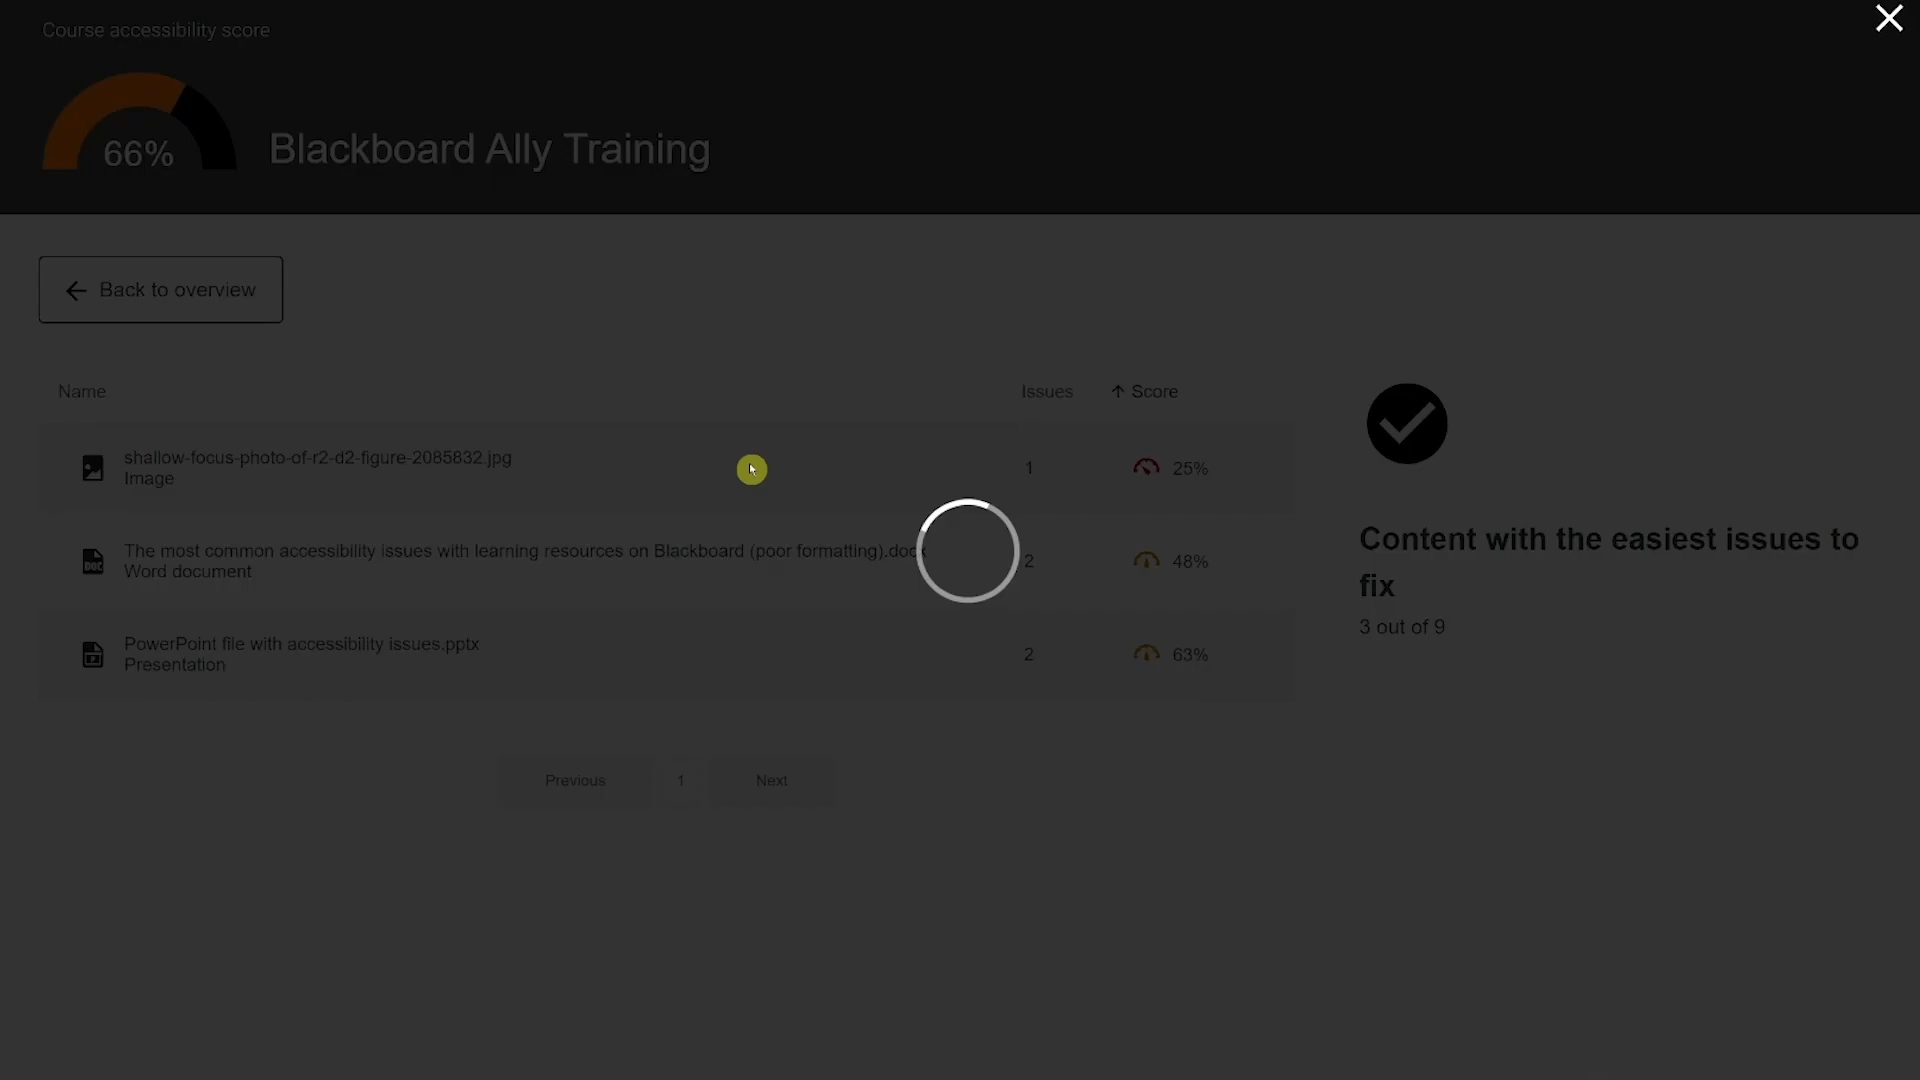 Course accessibility score
66%
Blackboard Ally Training
Back to overview
Name
Issues
Score
shallow-focus-photo-of-r2-d2-figure-2085832.jpg
Image
1
25%
The most common accessibility issues with learning resources on Blackboard (poor formatting).docx
Word document
2
48%
PowerPoint file with accessibility issues.pptx
Presentation
2
63%
Previous
1
Next
Content with the easiest issues to
fix
3 out of 9